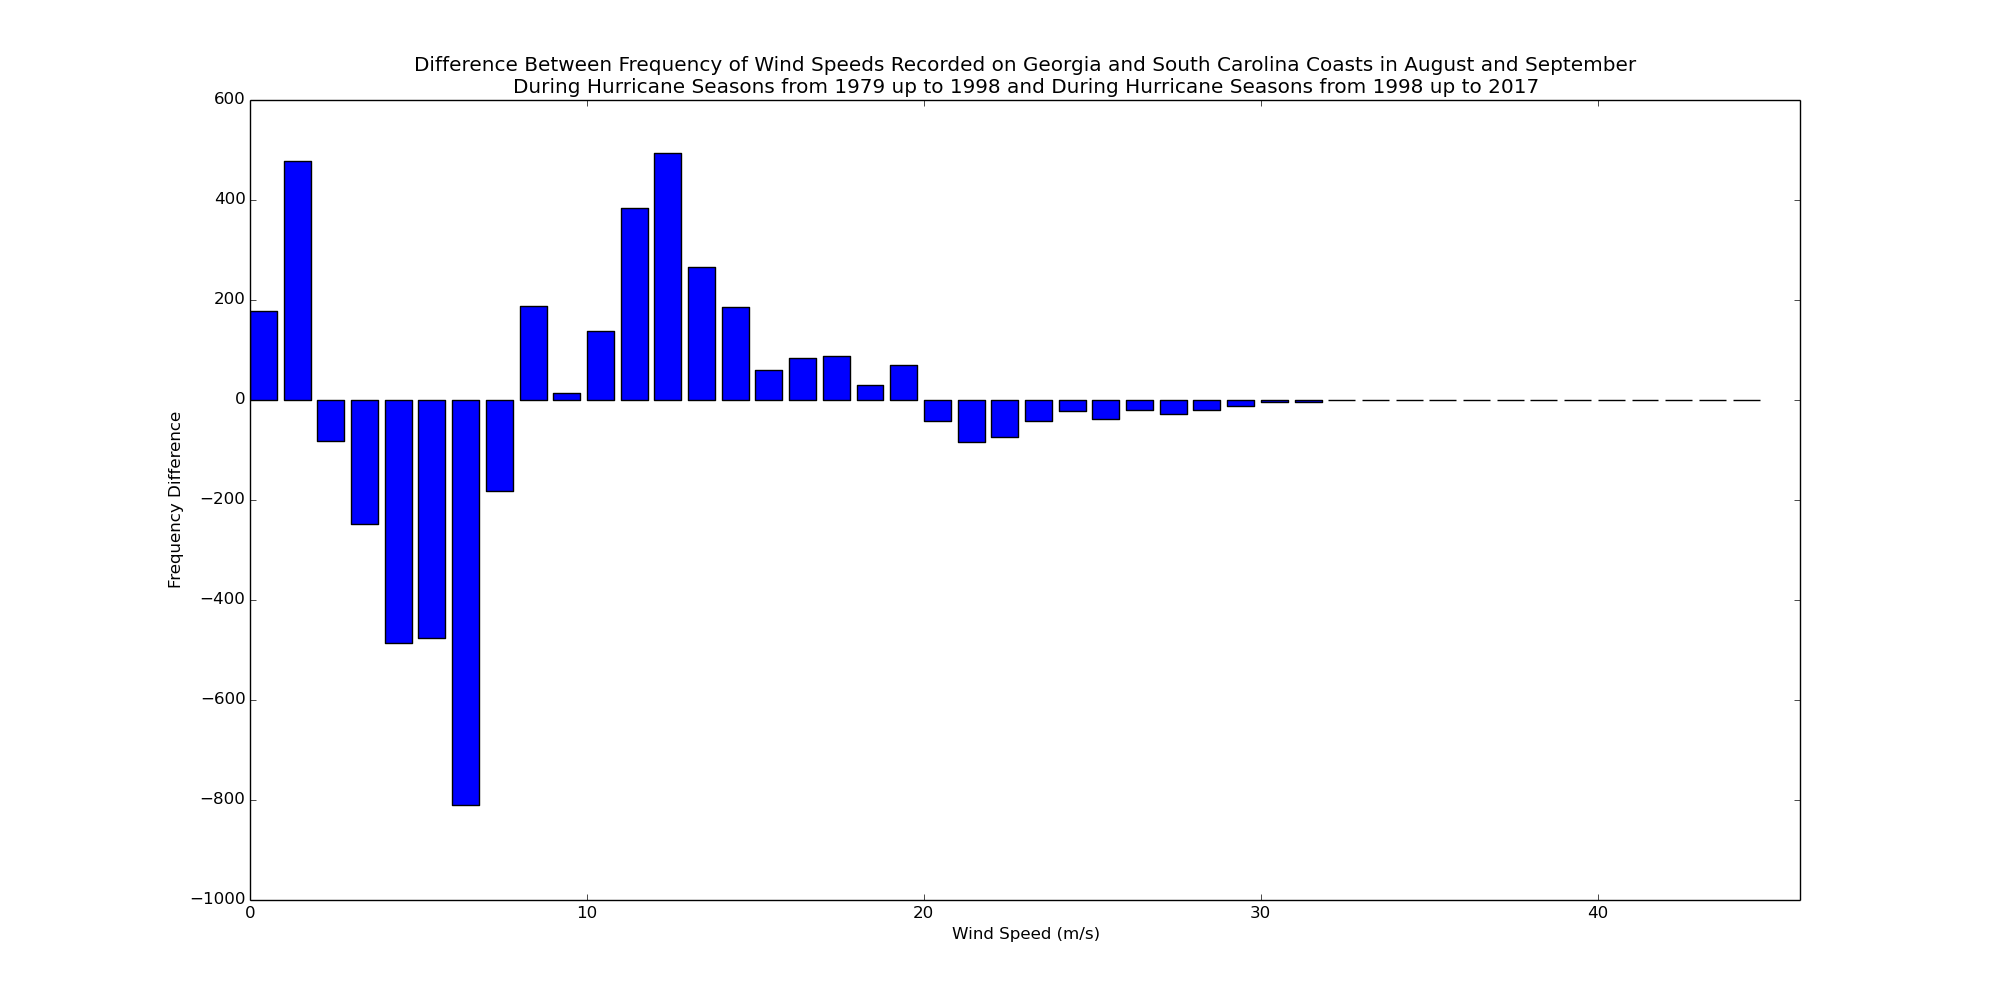 Difference Between Frequency of Wind Speeds Recorded on Georgia and South Carolina Coasts in August and September
During Hurricane Seasons from 1979 up to 1998 and During Hurricane Seasons from 1998 up to 2017
600
400
200
0
−200
−400
−600
−800
−1000
Frequency Difference
0 10 20 30 40
Wind Speed (m/s)